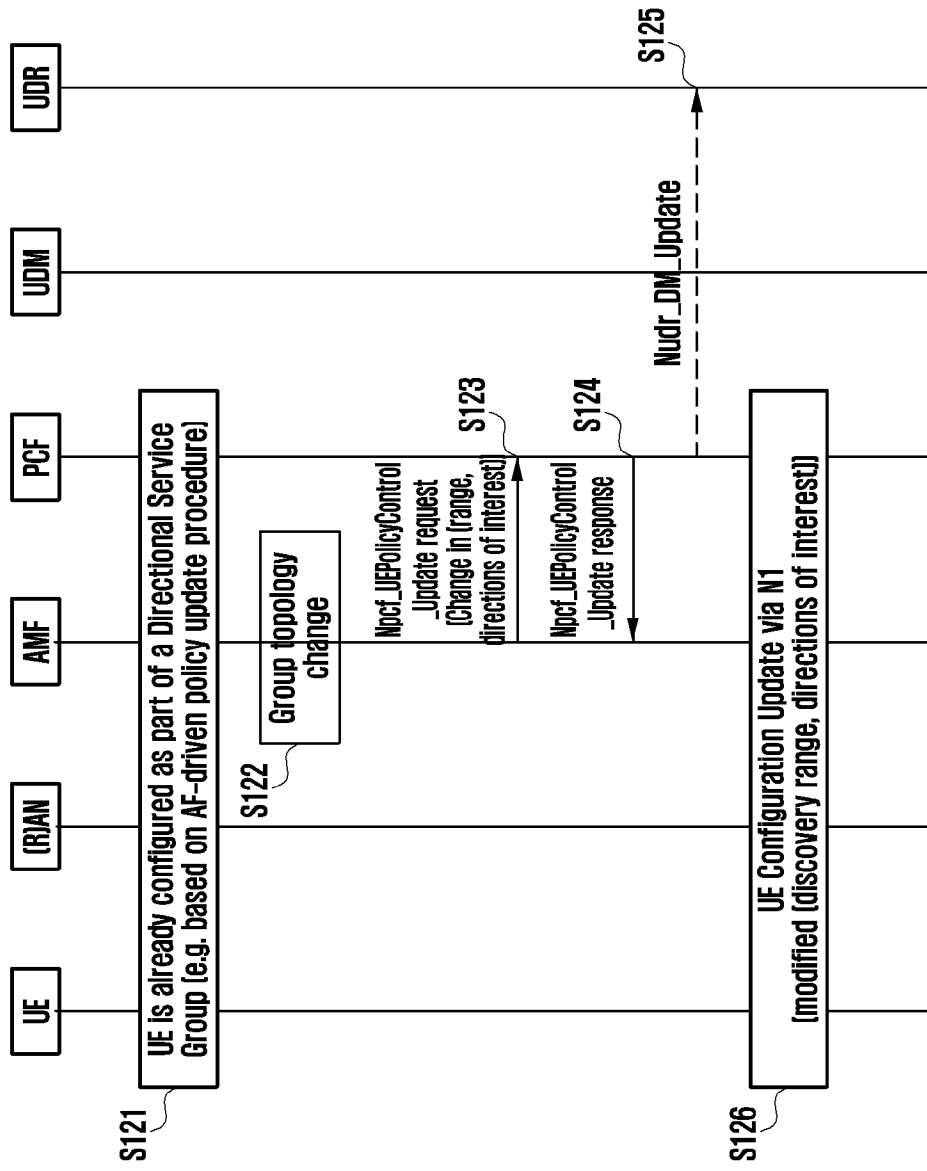 UE
(R)AN
AMF
PCF
UDM
UDR
S121
UE is already configured as part of a Directional Service
Group (e.g. based on AF-driven policy update procedure)
S122
Group topology
change
Npcf_UEPolicyControl
_Update request
(Change in (range,
directions of interest))
S123
Npcf_UEPolicyControl
_Update response
S124
Nudr_DM_Update
S125
S126
UE Configuration Update via N1
(modified (discovery range, directions of interest))